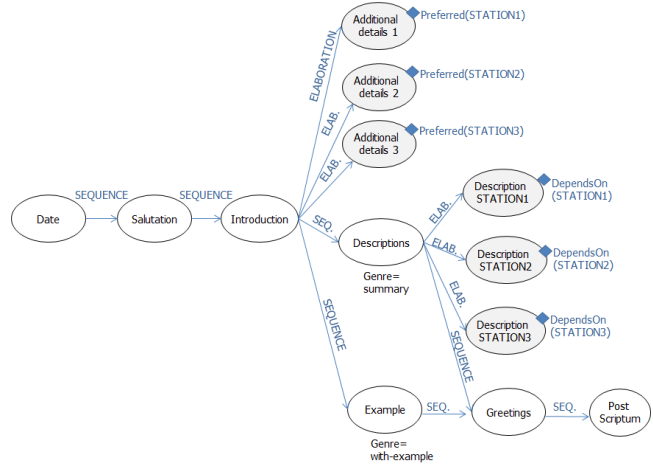 Additional
details 1
Preferred(STATION1)
ELABORATION
Additional
details 2
Preferred(STATION2)
ELAB.
Additional
details 3
Preferred(STATION3)
ELAB.
Date
SEQUENCE
Salutation
SEQUENCE
Introduction
SEQ.
Descriptions
Genre=
summary
ELAB.
Description
STATION1
DependsOn
(STATION1)
ELAB.
Description
STATION2
DependsOn
(STATION2)
ELAB.
Description
STATION3
DependsOn
(STATION3)
SEQUENCE
SEQUENCE
Example
Genre=
with-example
SEQ.
Greetings
SEQ.
Post
Scriptum